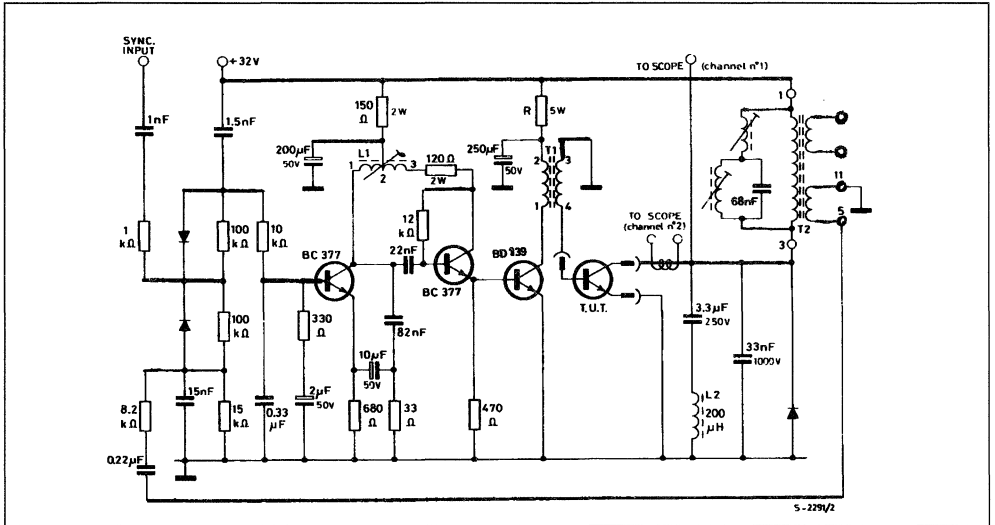 SYNC.
INPUT
+32V
TO SCOPE (channel n°1)
1
1nF
1.5nF
150
Ω
2W
R
5W
200µF
50V
L1
1
2
3
120Ω
2W
250µF
50V
T1
2
3
1
4
68nF
11
5
T2
3
1
kΩ
100
kΩ
10
kΩ
12
kΩ
TO SCOPE
(channel n°2)
BC 377
22nF
BC 377
BD 139
T.U.T.
100
kΩ
330
Ω
82nF
3.3µF
250V
33nF
1000V
10µF
50V
8.2
kΩ
15nF
15
kΩ
0.33
µF
2µF
50V
680
Ω
33
Ω
470
Ω
L2
200
µH
0.22µF
S-2291/2